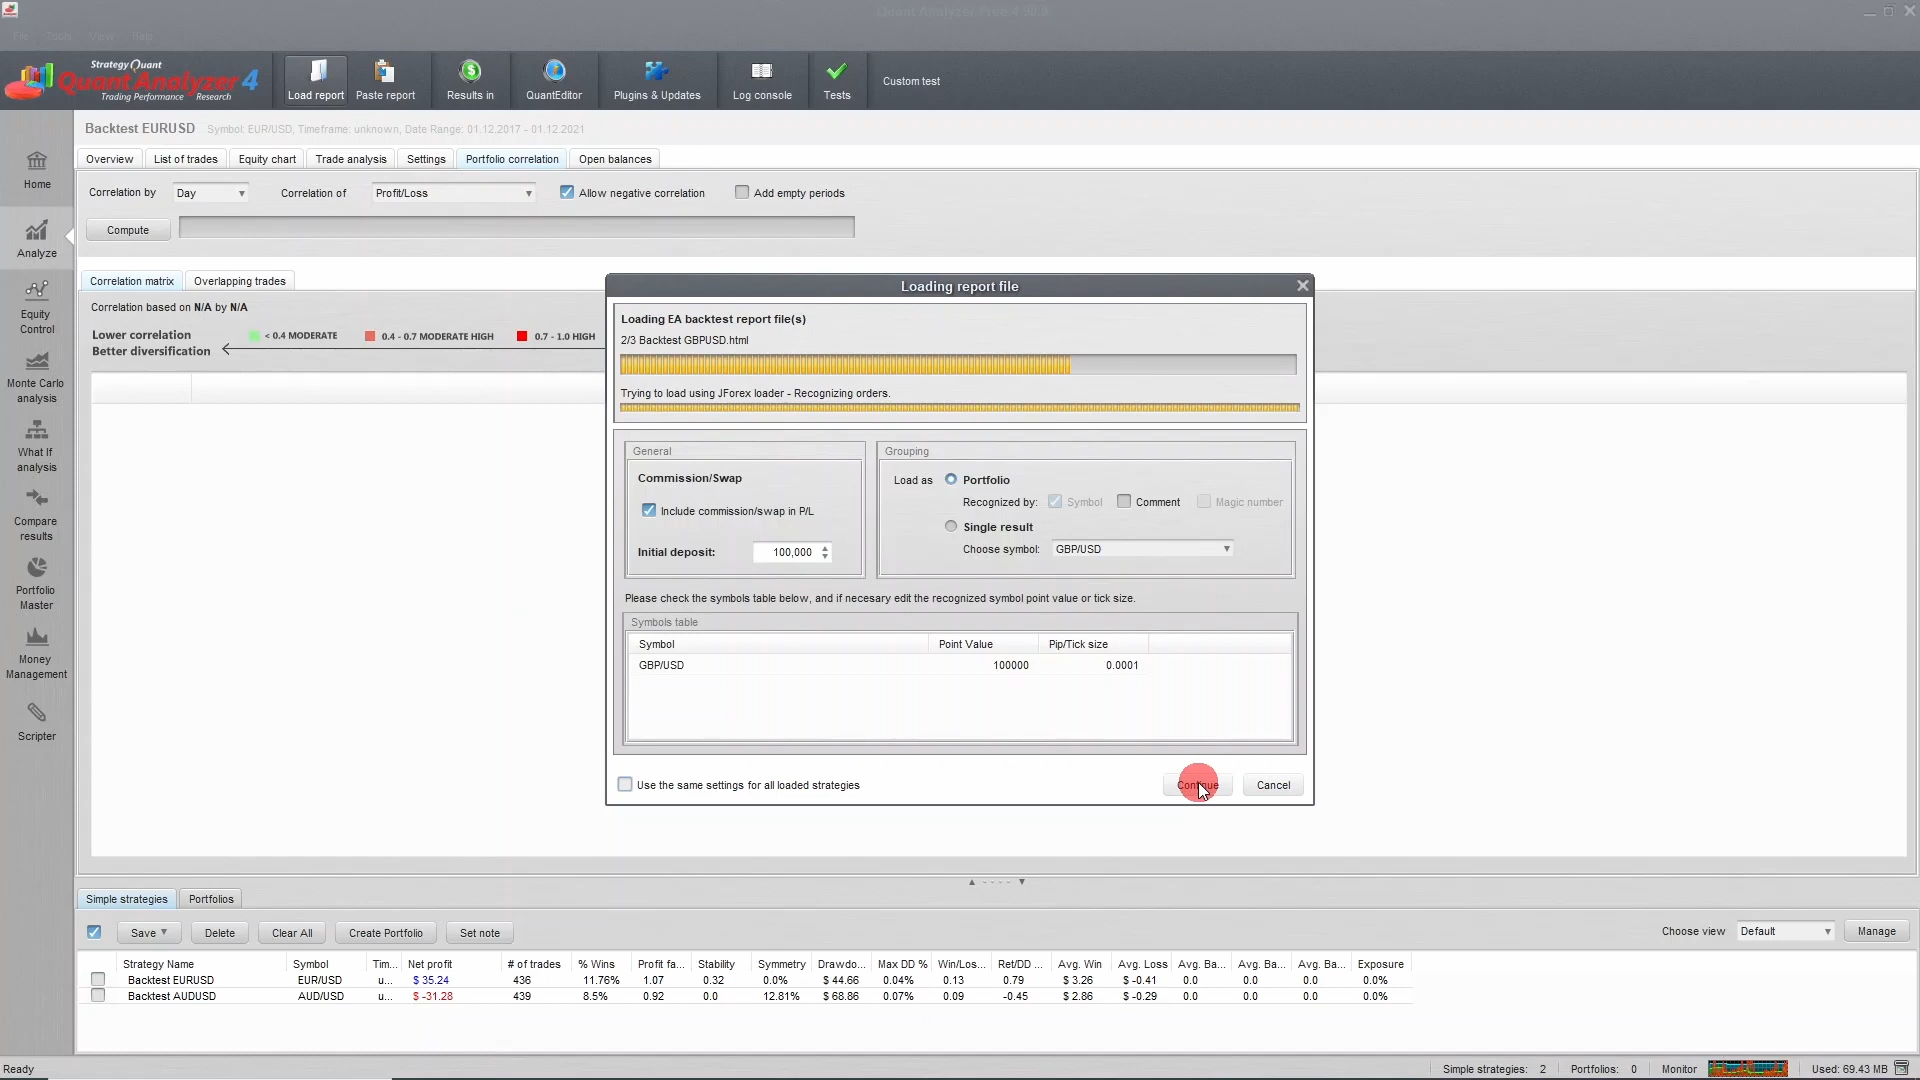 Quant Analyzer Free 4.90.0
File Tools View Help
StrategyQuant
QuantAnalyzer 4
Trading Performance Research
Load report
Paste report
Results in
QuantEditor
Plugins & Updates
Log console
Tests
Custom test
Home
Analyze
Equity
Control
Monte Carlo
analysis
What If
analysis
Compare
results
Portfolio
Master
Money
Management
Scripter
Backtest EURUSD Symbol: EUR/USD, Timeframe: unknown, Date Range: 01.12.2017 - 01.12.2021
Overview List of trades Equity chart Trade analysis Settings Portfolio correlation Open balances
Correlation by Day Correlation of Profit/Loss Allow negative correlation Add empty periods
Compute
Correlation matrix Overlapping trades
Correlation based on N/A by N/A
Lower correlation
Better diversification
< 0.4 MODERATE 0.4 - 0.7 MODERATE HIGH 0.7 - 1.0 HIGH
Loading report file
Loading EA backtest report file(s)
2/3 Backtest GBPUSD.html
Trying to load using JForex loader - Recognizing orders.
General
Commission/Swap
Include commission/swap in P/L
Initial deposit: 100,000
Grouping
Load as Portfolio
Recognized by: Symbol Comment Magic number
Single result
Choose symbol: GBP/USD
Please check the symbols table below, and if necesary edit the recognized symbol point value or tick size.
Symbols table
Symbol Point Value Pip/Tick size
GBP/USD 100000 0.0001
Use the same settings for all loaded strategies
Continue Cancel
Simple strategies Portfolios
Save Delete Clear All Create Portfolio Set note Choose view Default Manage
Strategy Name Symbol Tim... Net profit # of trades % Wins Profit fa... Stability Symmetry Drawdo... Max DD % Win/Los... Ret/DD ... Avg. Win Avg. Loss Avg. Ba... Avg. Ba... Avg. Ba... Exposure
Backtest EURUSD EUR/USD u... $ 35.24 436 11.76% 1.07 0.32 0.0% $ 44.66 0.04% 0.13 0.79 $ 3.26 $ -0.41 0.0 0.0 0.0 0.0%
Backtest AUDUSD AUD/USD u... $ -31.28 439 8.5% 0.92 0.0 12.81% $ 68.86 0.07% 0.09 -0.45 $ 2.86 $ -0.29 0.0 0.0 0.0 0.0%
Ready Simple strategies: 2 Portfolios: 0 Monitor Used: 69.43 MB